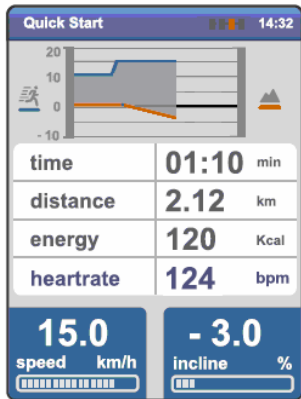 Quick Start 14:32
20
10
0
- 10
time 01:10 min
distance 2.12 km
energy 120 Kcal
heartrate 124 bpm
15.0 - 3.0
speed km/h incline %